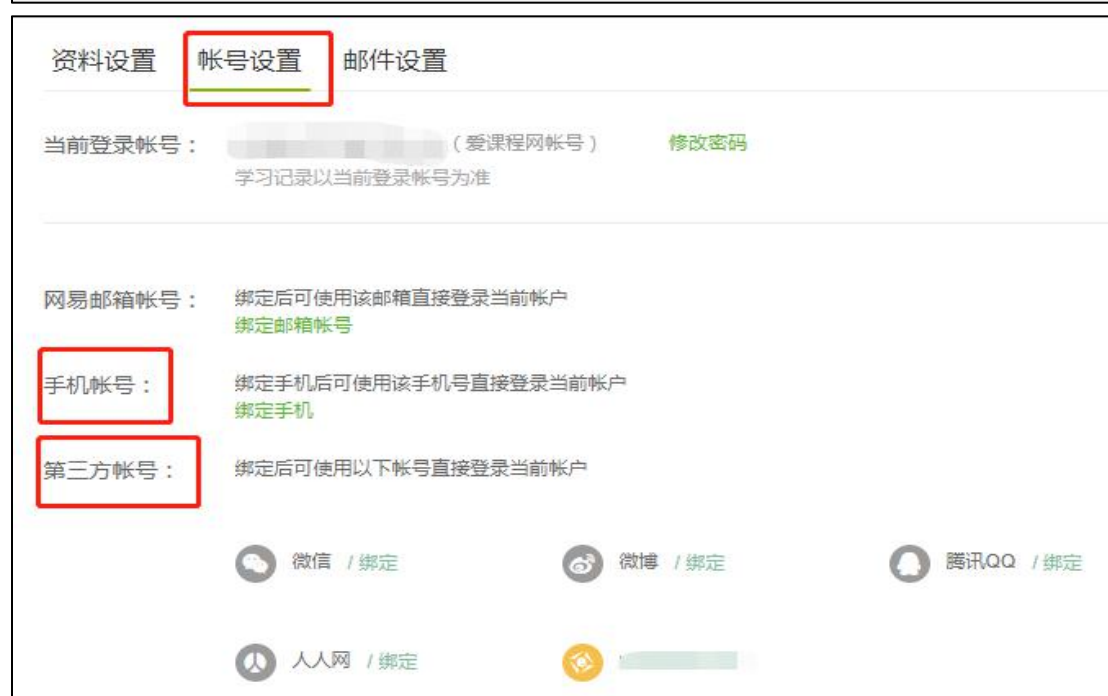 资料设置 帐号设置 邮件设置
当前登录帐号： （爱课程网帐号） 修改密码
学习记录以当前登录帐号为准
网易邮箱帐号： 绑定后可使用该邮箱直接登录当前帐户
绑定邮箱帐号
手机帐号： 绑定手机后可使用该手机号直接登录当前帐户
绑定手机
第三方帐号： 绑定后可使用以下帐号直接登录当前帐户
微信 / 绑定 微博 / 绑定 腾讯QQ / 绑定
人人网 / 绑定